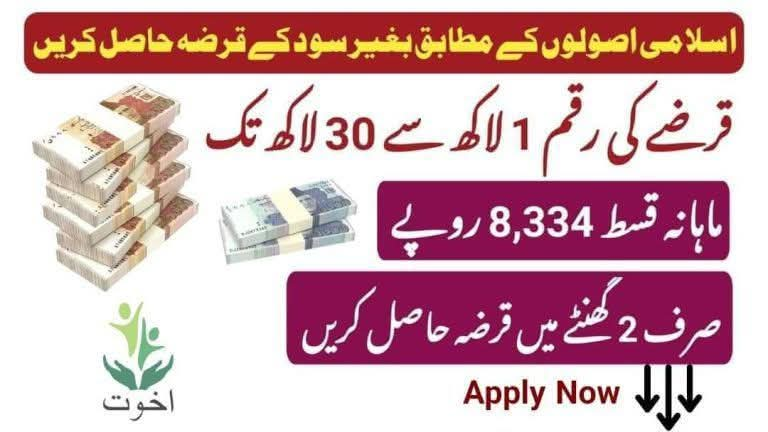 اسلامی اصولوں کے مطابق بغیر سود کے قرضہ حاصل کریں
قرضے کی رقم 1 لاکھ سے 30 لاکھ تک
ماہانہ قسط 8,334 روپے
صرف 2 گھنٹے میں قرضہ حاصل کریں
اخوت
Apply Now